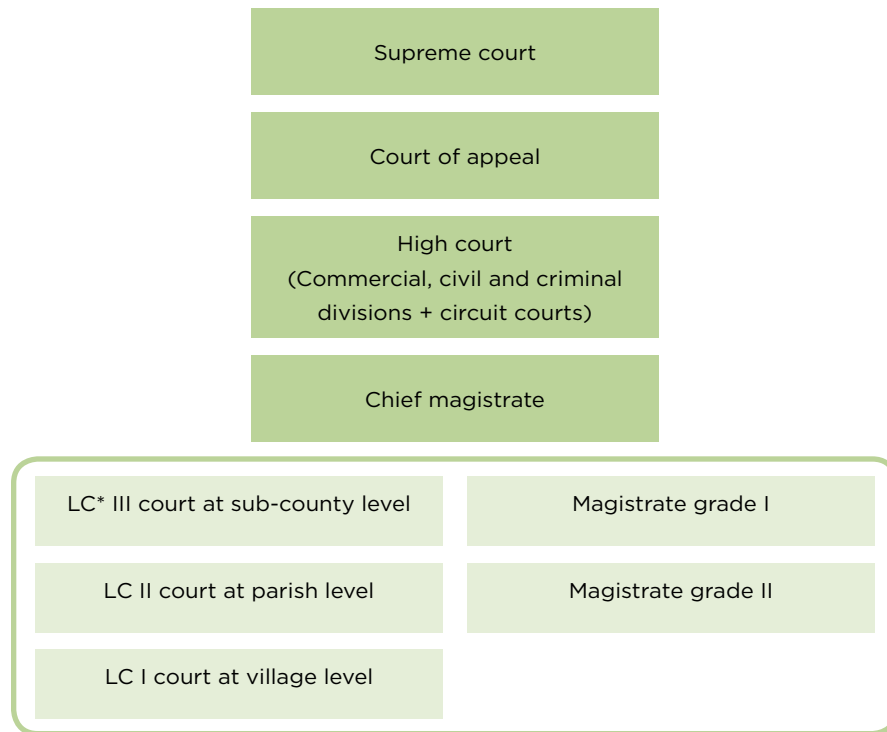 Supreme court
Court of appeal
High court
(Commercial, civil and criminal
divisions + circuit courts)
Chief magistrate
LC* III court at sub-county level
Magistrate grade I
LC II court at parish level
Magistrate grade II
LC I court at village level